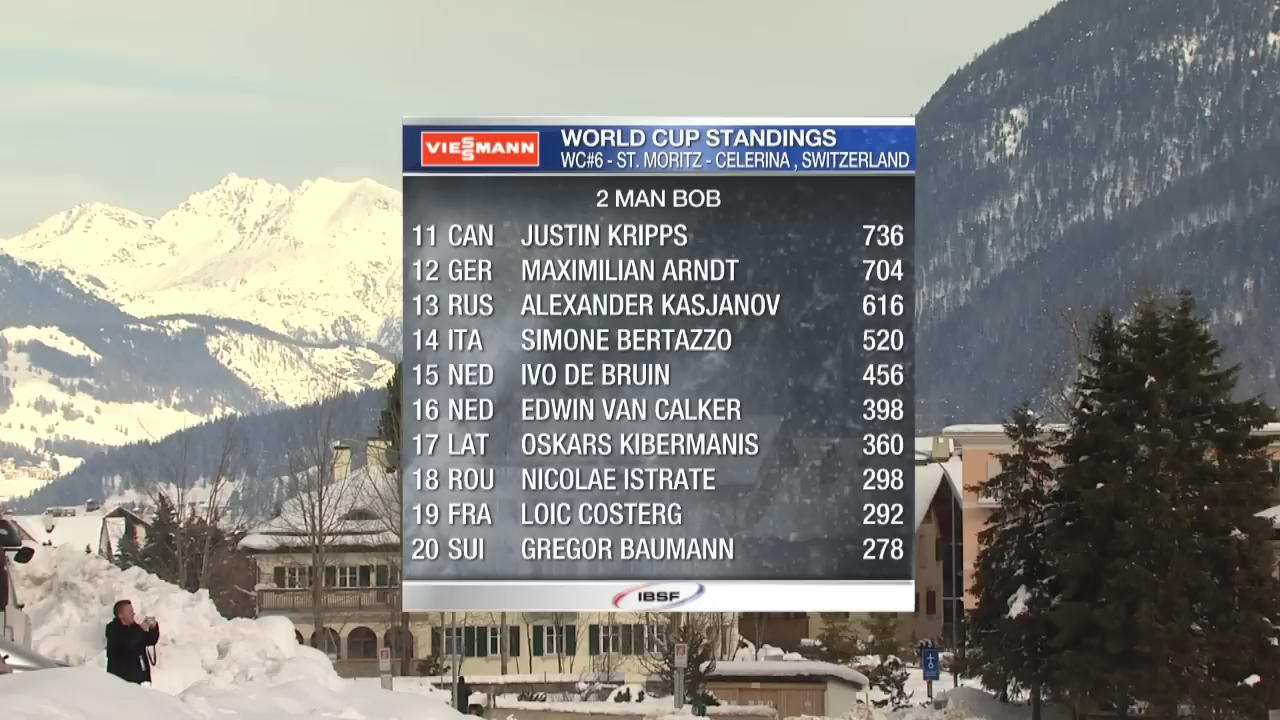 VIESSMANN
WORLD CUP STANDINGS
WC#6 - ST. MORITZ - CELERINA , SWITZERLAND
2 MAN BOB
11 CAN JUSTIN KRIPPS 736
12 GER MAXIMILIAN ARNDT 704
13 RUS ALEXANDER KASJANOV 616
14 ITA SIMONE BERTAZZO 520
15 NED IVO DE BRUIN 456
16 NED EDWIN VAN CALKER 398
17 LAT OSKARS KIBERMANIS 360
18 ROU NICOLAE ISTRATE 298
19 FRA LOIC COSTERG 292
20 SUI GREGOR BAUMANN 278
IBSF